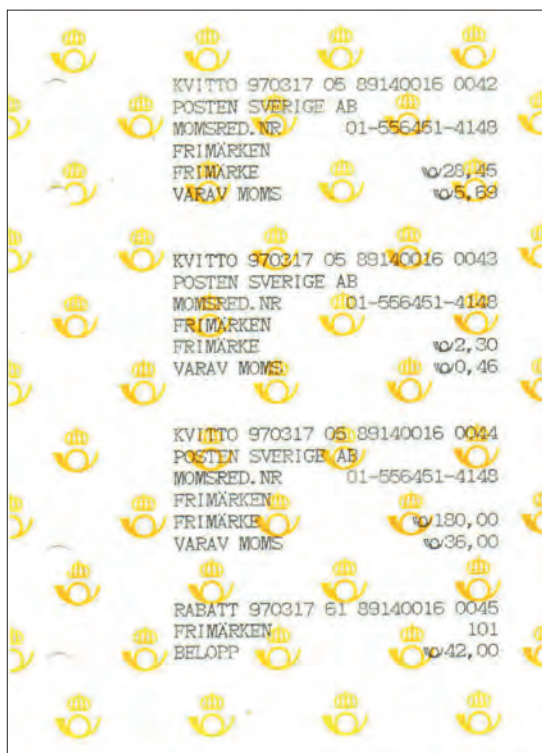 KVITTO 970317 05 89140016 0042
POSTEN SVERIGE AB
MOMSRED.NR 01-556451-4148
FRIMÄRKEN
FRIMÄRKE 28,45
VARAV MOMS 5,69
KVITTO 970317 05 89140016 0043
POSTEN SVERIGE AB
MOMSRED.NR 01-556451-4148
FRIMÄRKEN
FRIMÄRKE 2,30
VARAV MOMS 0,46
KVITTO 970317 05 89140016 0044
POSTEN SVERIGE AB
MOMSRED.NR 01-556451-4148
FRIMÄRKEN
FRIMÄRKE 180,00
VARAV MOMS 36,00
RABATT 970317 61 89140016 0045
FRIMÄRKEN 101
BELOPP 42,00